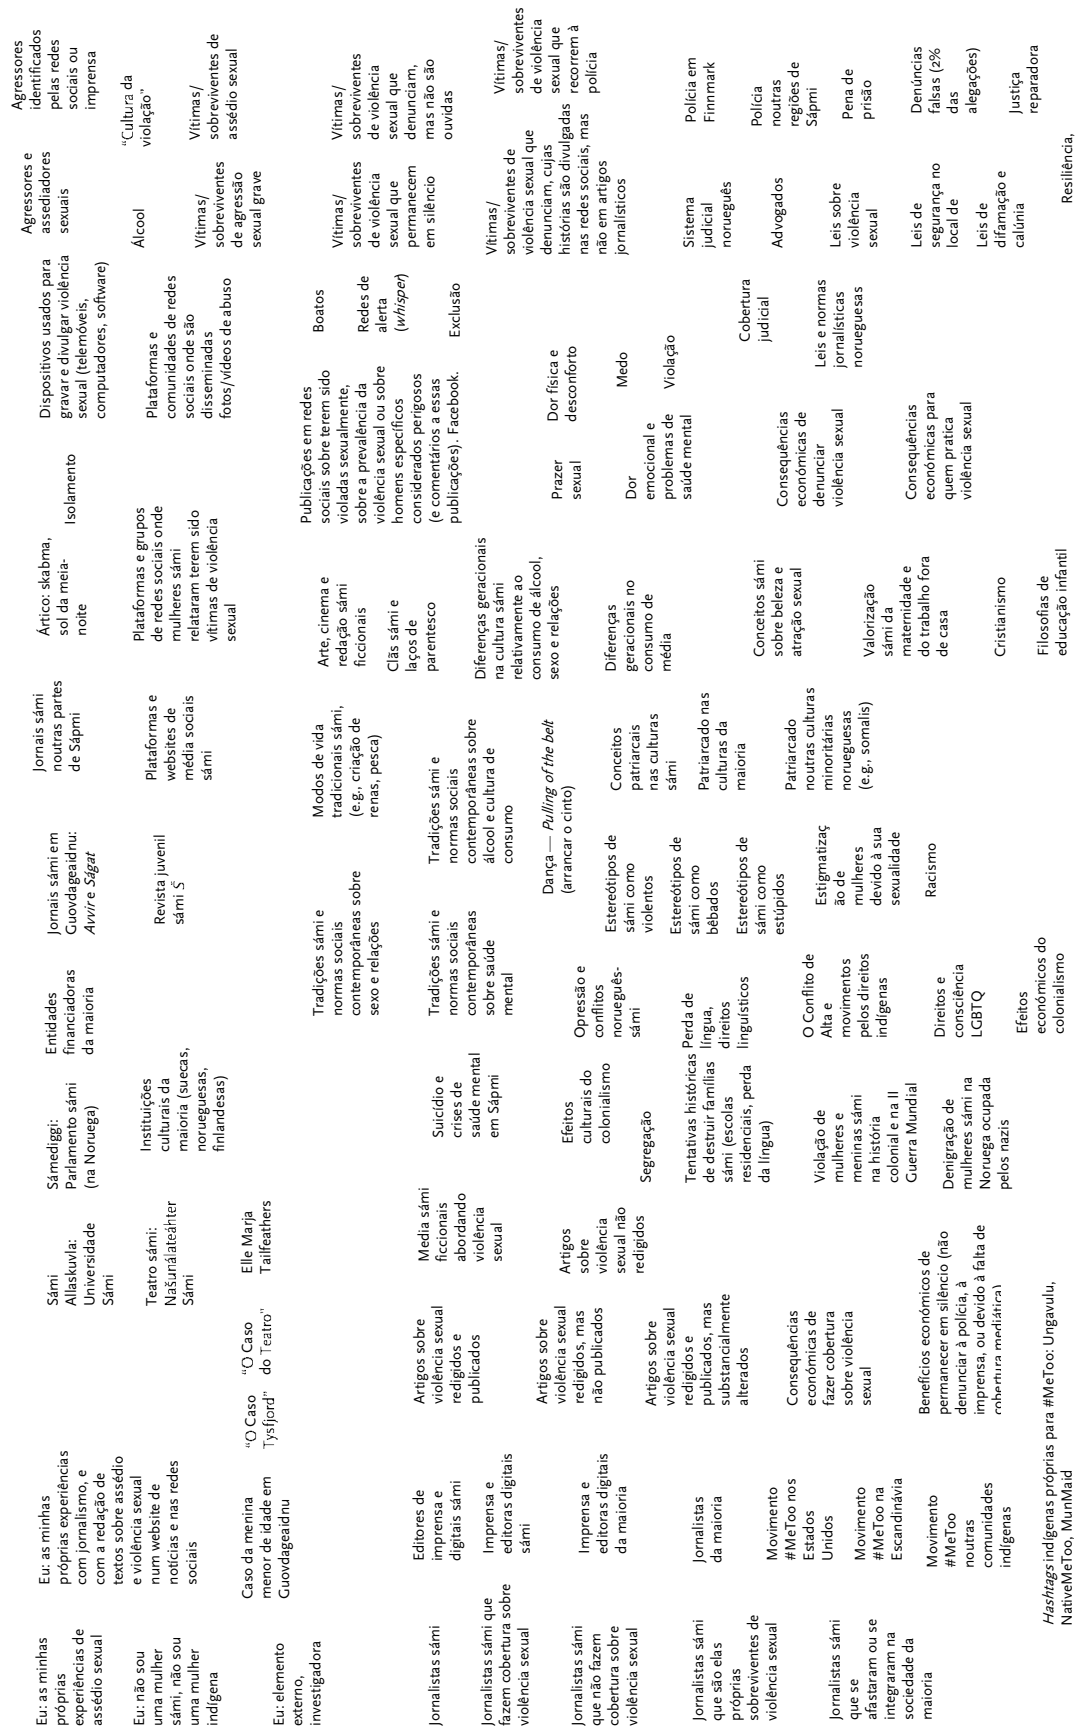 Eu: as minhas
próprias
experiências de
assédio sexual
Eu: as minhas
próprias experiências
com jornalismo, e
com a redação de
textos sobre assédio
e violência sexual
num website de
notícias e nas redes
sociais
Sámi
Allaskuvla:
Universidade
Sámi
Sámediggi:
Parlamento sámi
(na Noruega)
Entidades
financiadoras
da maioria
Jornais sámi em
Guovdageaidnu:
Avvir e Ságat
Jornais sámi
noutras partes
de Sápmi
Ártico: skabma,
sol da meia-
noite
Isolamento
Dispositivos usados para
gravar e divulgar violência
sexual (telemóveis,
computadores, software)
Agressores e
assediadores
sexuais
Agressores
identificados
pelas redes
sociais ou
imprensa
Eu: não sou
uma mulher
sámi, não sou
uma mulher
indígena
Teatro sámi:
Našunálateáhter
Sámi
Instituições
culturais da
maioria (suecas,
norueguesas,
finlandesas)
Revista juvenil
sámi Š
Plataformas e
websites de
média sociais
sámi
Plataformas e grupos
de redes sociais onde
mulheres sámi
relataram terem sido
vítimas de violência
sexual
Plataformas e
comunidades de redes
sociais onde são
disseminadas
fotos/vídeos de abuso
Álcool
“Cultura da
violação”
Vítimas/
sobreviventes
de agressão
sexual grave
Vítimas/
sobreviventes de
assédio sexual
Eu: elemento
externo,
investigadora
Caso da menina
menor de idade em
Guovdageaidnu
“O Caso
Tysfjord”
“O Caso
do Teatro”
Elle Marja
Tailfeathers
Tradições sámi e
normas sociais
contemporâneas sobre
sexo e relações
Modos de vida
tradicionais sámi,
(e.g., criação de
renas, pesca)
Arte, cinema e
redação sámi
ficcionais
Clãs sámi e
laços de
parentesco
Publicações em redes
sociais sobre terem sido
violadas sexualmente,
sobre a prevalência da
violência sexual ou sobre
homens específicos
considerados perigosos
(e comentários a essas
publicações). Facebook.
Boatos
Redes de
alerta
(whisper)
Exclusão
Vítimas/
sobreviventes
de violência
sexual que
permanecem
em silêncio
Vítimas/
sobreviventes
de violência
sexual que
denunciam,
mas não são
ouvidas
Jornalistas sámi
Editores de
imprensa e
digitais sámi
Artigos sobre
violência sexual
redigidos e
publicados
Media sámi
ficcionais
abordando
violência
sexual
Suicídio e
crises de
saúde mental
em Sápmi
Tradições sámi e
normas sociais
contemporâneas
sobre saúde
mental
Tradições sámi e
normas sociais
contemporâneas sobre
álcool e cultura de
consumo
Diferenças geracionais
na cultura sámi
relativamente ao
consumo de álcool,
sexo e relações
Vítimas/
sobreviventes de
violência sexual que
denunciam, cujas
histórias são divulgadas
nas redes sociais, mas
não em artigos
jornalísticos
Vítimas/
sobreviventes
de violência
sexual que
recorrem à
polícia
Jornalistas sámi que
fazem cobertura sobre
violência sexual
Imprensa e
editora digitais
sámi
Jornalistas sámi
que não fazem
cobertura sobre
violência sexual
Imprensa e
editora digitais
da maioria
Artigos sobre
violência sexual
redigidos, mas
não publicados
Artigos
sobre
violência
sexual não
redigidos
Efeitos
culturais do
colonialismo
Segregação
Opressão e
conflitos
norueguês-
sámi
Dança — Pulling of the belt
(arrancar o cinto)
Estereótipos de
sámi como
violentos
Estereótipos de
sámi como
bêbados
Estereótipos de
sámi como
estúpidos
Conceitos
patriarcais
nas culturas
sámi
Diferenças
geracionais no
consumo de
média
Prazer
sexual
Dor física e
desconforto
Dor
emocional e
problemas de
saúde mental
Medo
Violação
Jornalistas sámi
que são elas
próprias
sobreviventes de
violência sexual
Jornalistas
da maioria
Artigos sobre
violência sexual
redigidos e
publicados, mas
substancialmente
alterados
Tentativas históricas
de destruir famílias
sámi (escolas
residenciais, perda
da língua)
Perda de
língua,
direitos
linguísticos
Patriarcado nas
culturas da
maioria
Cobertura
judicial
Sistema
judicial
norueguês
Polícia em
Finnmark
Advogados
Polícia
noutras
regiões de
Sápmi
Movimento
#MeToo nos
Estados
Unidos
Consequências
económicas de
fazer cobertura
sobre violência
sexual
Violação de
mulheres e
meninas sámi
na história
colonial e na II
Guerra Mundial
O Conflito de
Alta e
movimentos
pelos direitos
indígenas
Estigmatizaç
ão de
mulheres
devido à sua
sexualidade
Patriarcado
noutras culturas
minoritárias
norueguesas
(e.g., somalis)
Conceitos sámi
sobre beleza e
atração sexual
Consequências
económicas de
denunciar
violência sexual
Leis e normas
jornalísticas
norueguesas
Leis sobre
violência
sexual
Pena de
prisão
Jornalistas sámi
que se
afastaram ou se
integraram na
sociedade da
maioria
Movimento
#MeToo na
Escandinávia
Movimento
#MeToo
noutras
comunidades
indígenas
Benefícios económicos de
permanecer em silêncio (não
denunciar à polícia, à
imprensa, ou devido à falta de
cobertura mediática)
Denigração de
mulheres sámi na
Noruega ocupada
pelos nazis
Direitos e
consciência
LGBTQ
Racismo
Valorização
sámi da
maternidade e
do trabalho fora
de casa
Consequências
económicas para
quem pratica
violência sexual
Leis de
segurança no
local de
Denúncias
falsas (2%
das
alegações)
Efeitos
económicos do
colonialismo
Cristianismo
Leis de
difamação e
calúnia
Justiça
reparadora
Hashtags indígenas próprias para #MeToo: Ungavulu,
NativeMeToo, MunMaid
Filosofias de
educação infantil
Resiliência,